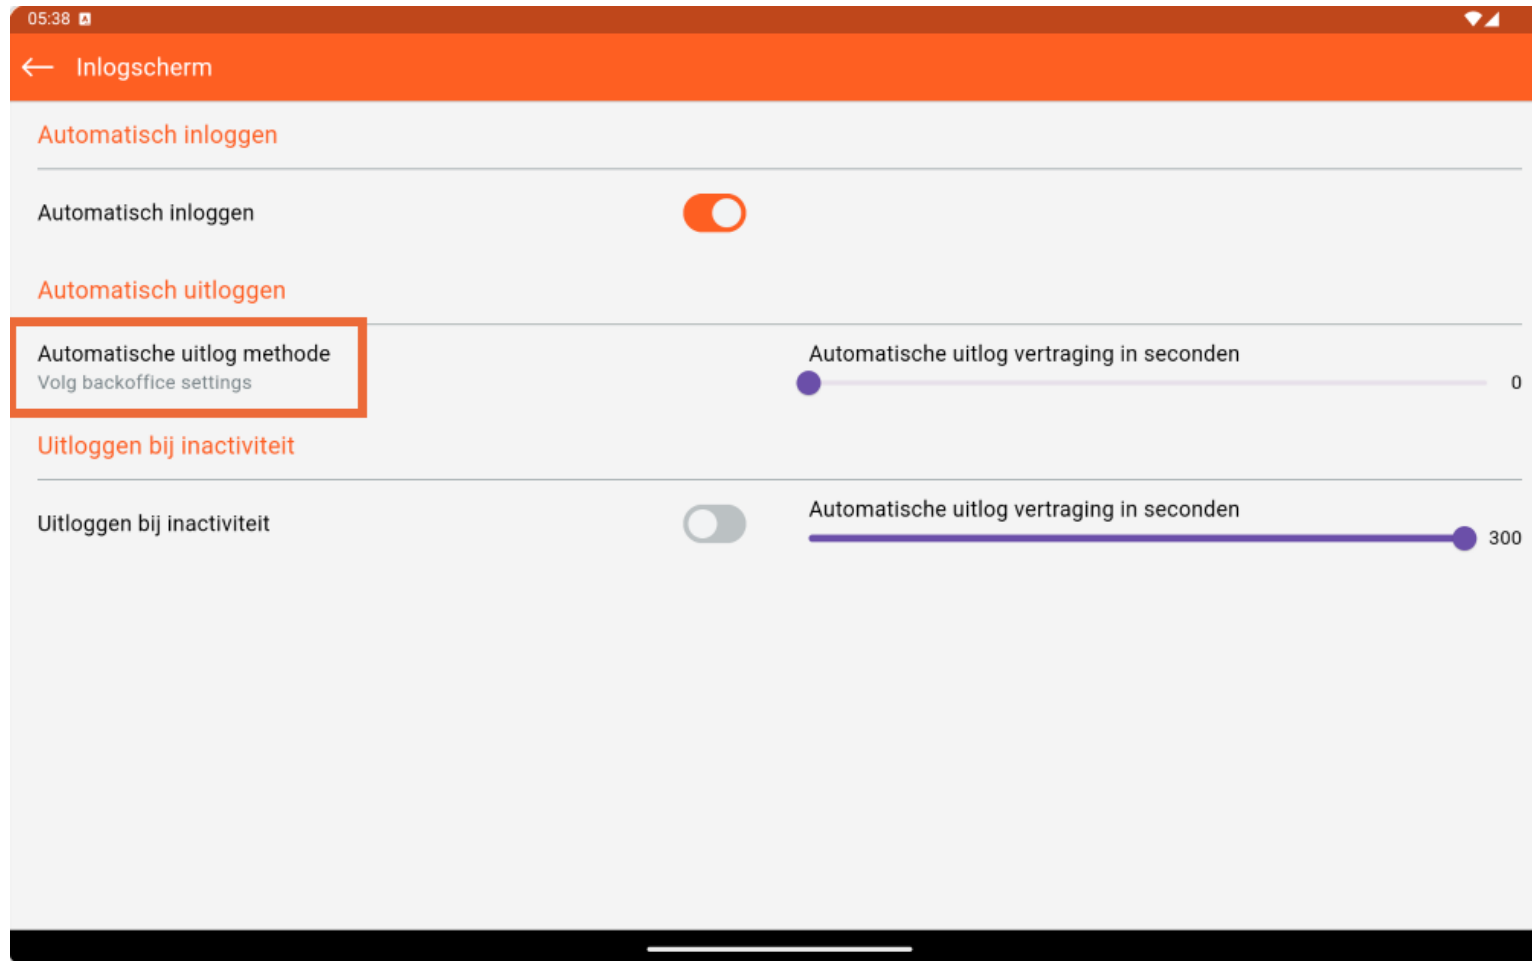 05:38
Inlogscherm
Automatisch inloggen
Automatisch inloggen
Automatisch uitloggen
Automatische uitlog methode
Volg backoffice settings
Automatische uitlog vertraging in seconden
0
Uitloggen bij inactiviteit
Uitloggen bij inactiviteit
Automatische uitlog vertraging in seconden
300